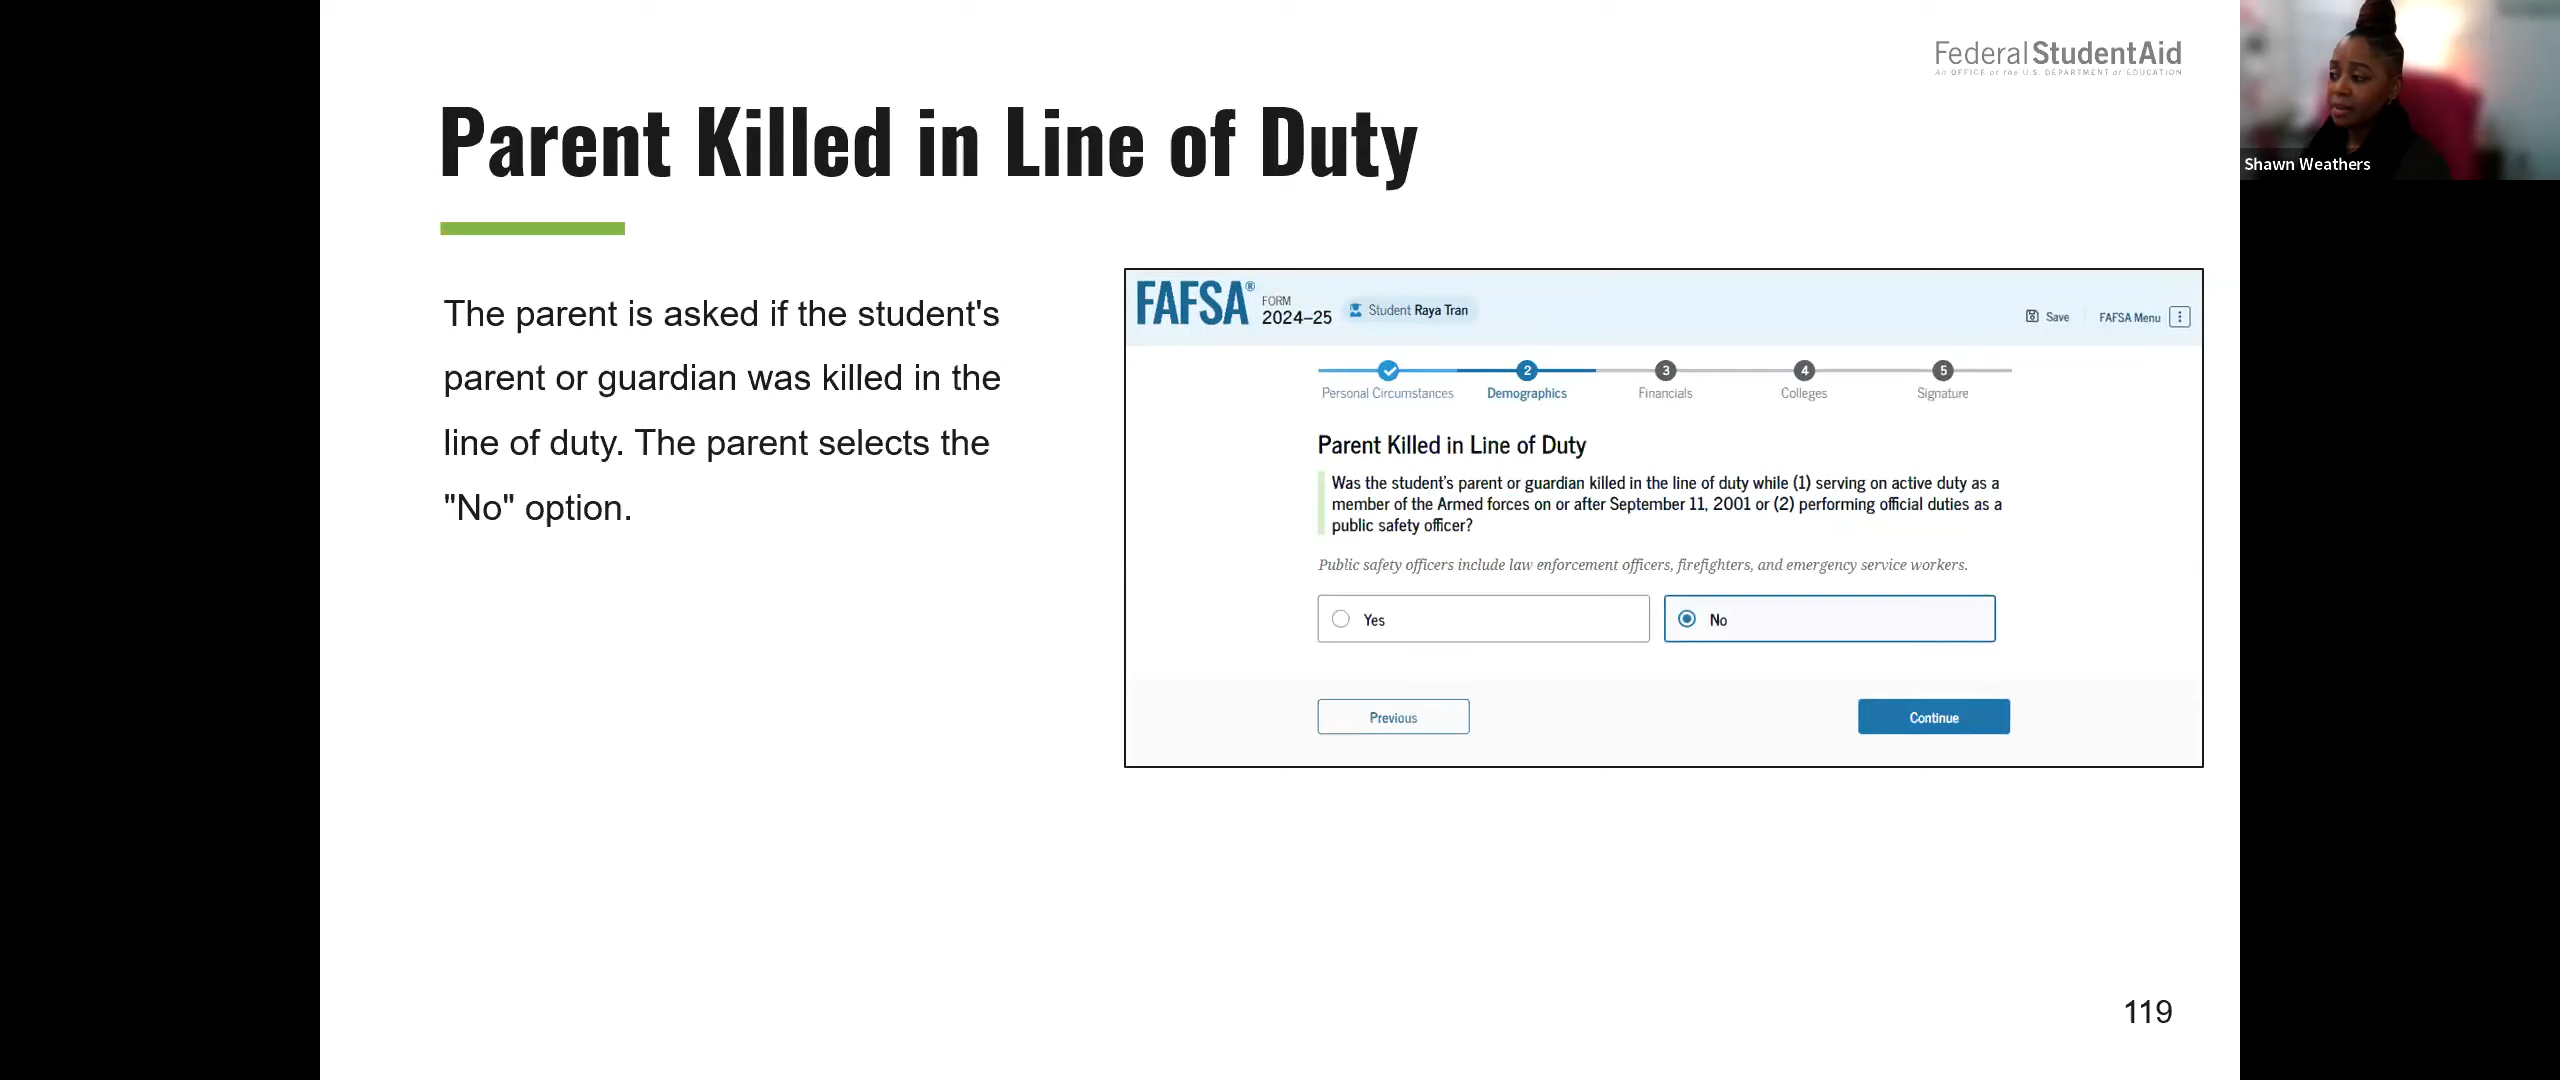 Federal StudentAid
An OFFICE of the U.S. DEPARTMENT of EDUCATION
Shawn Weathers
Parent Killed in Line of Duty
The parent is asked if the student's
parent or guardian was killed in the
line of duty. The parent selects the
"No" option.
FAFSA® FORM 2024–25 Student Raya Tran Save FAFSA Menu
2 3 4 5
Personal Circumstances Demographics Financials Colleges Signature
Parent Killed in Line of Duty
Was the student's parent or guardian killed in the line of duty while (1) serving on active duty as a
member of the Armed forces on or after September 11, 2001 or (2) performing official duties as a
public safety officer?
Public safety officers include law enforcement officers, firefighters, and emergency service workers.
Yes No
Previous Continue
119